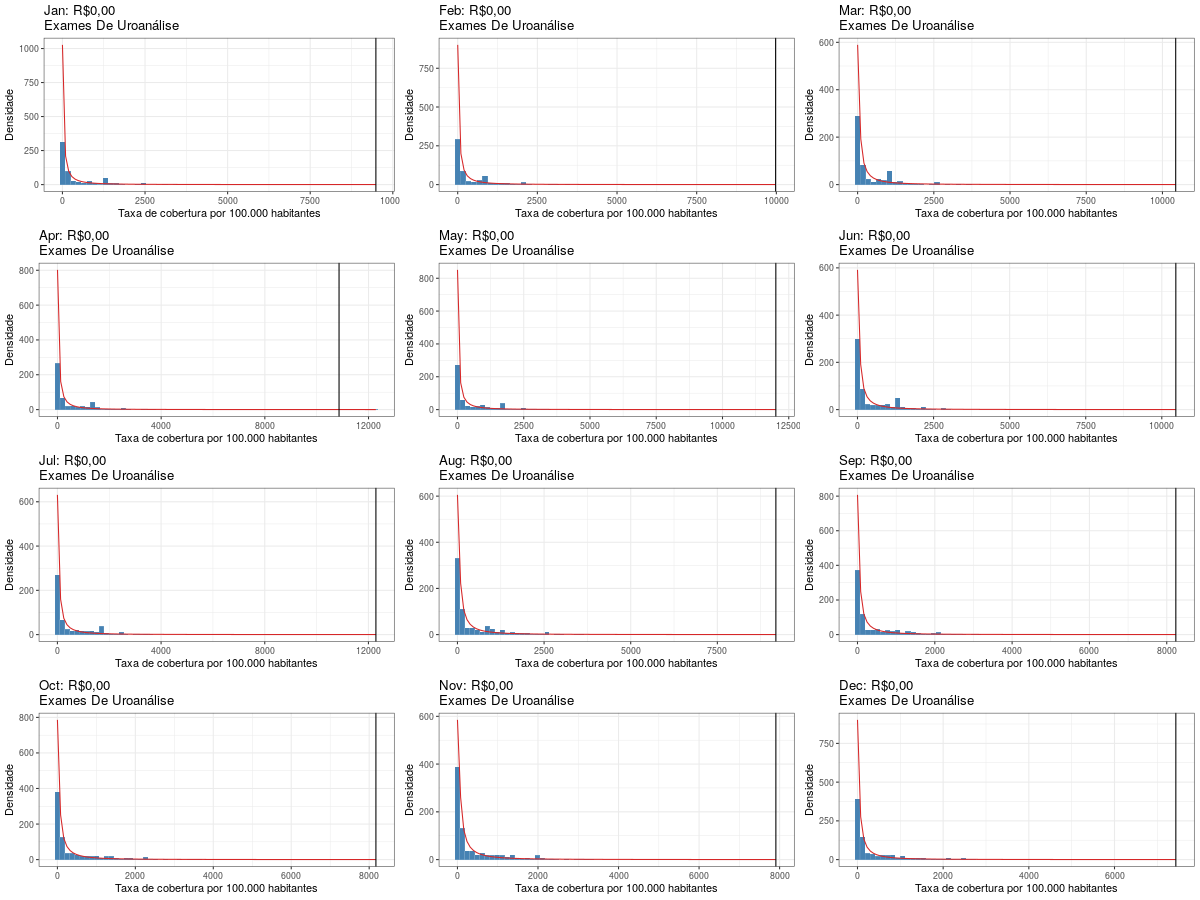 Jan: R$0,00
Exames De Uroanálise
Densidade
1000
750
500
250
0
0 2500 5000 7500 10000
Taxa de cobertura por 100.000 habitantes
Feb: R$0,00
Exames De Uroanálise
Densidade
750
500
250
0
0 2500 5000 7500 10000
Taxa de cobertura por 100.000 habitantes
Mar: R$0,00
Exames De Uroanálise
Densidade
600
400
200
0
0 2500 5000 7500 10000
Taxa de cobertura por 100.000 habitantes
Apr: R$0,00
Exames De Uroanálise
Densidade
800
600
400
200
0
0 4000 8000 12000
Taxa de cobertura por 100.000 habitantes
May: R$0,00
Exames De Uroanálise
Densidade
800
600
400
200
0
0 2500 5000 7500 10000 12500
Taxa de cobertura por 100.000 habitantes
Jun: R$0,00
Exames De Uroanálise
Densidade
600
400
200
0
0 2500 5000 7500 10000
Taxa de cobertura por 100.000 habitantes
Jul: R$0,00
Exames De Uroanálise
Densidade
600
400
200
0
0 4000 8000 12000
Taxa de cobertura por 100.000 habitantes
Aug: R$0,00
Exames De Uroanálise
Densidade
600
400
200
0
0 2500 5000 7500
Taxa de cobertura por 100.000 habitantes
Sep: R$0,00
Exames De Uroanálise
Densidade
800
600
400
200
0
0 2000 4000 6000 8000
Taxa de cobertura por 100.000 habitantes
Oct: R$0,00
Exames De Uroanálise
Densidade
800
600
400
200
0
0 2000 4000 6000 8000
Taxa de cobertura por 100.000 habitantes
Nov: R$0,00
Exames De Uroanálise
Densidade
600
400
200
0
0 2000 4000 6000 8000
Taxa de cobertura por 100.000 habitantes
Dec: R$0,00
Exames De Uroanálise
Densidade
750
500
250
0
0 2000 4000 6000
Taxa de cobertura por 100.000 habitantes